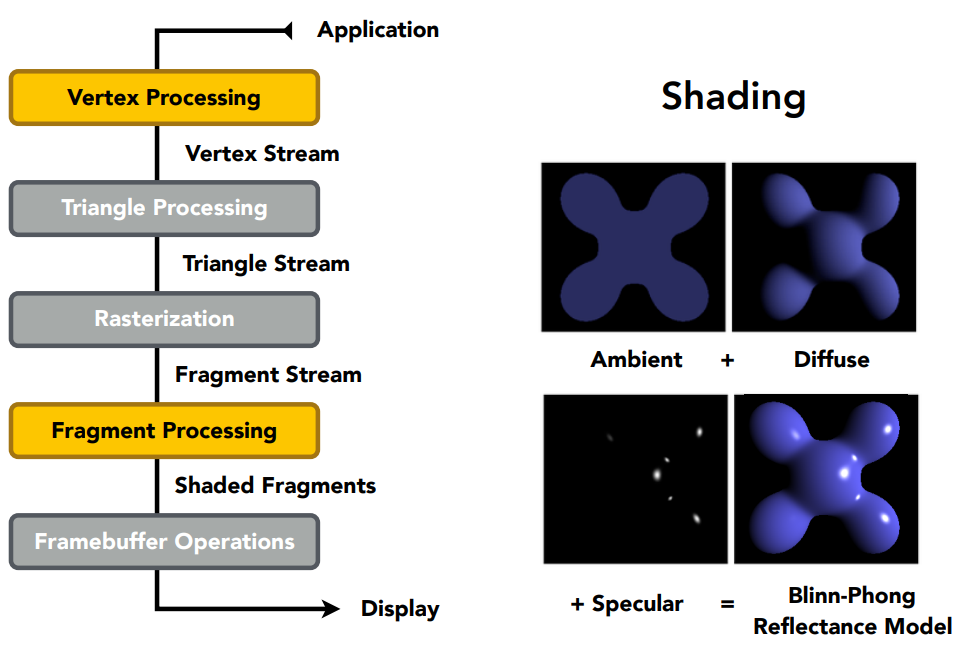 Application
Vertex Processing
Vertex Stream
Triangle Processing
Triangle Stream
Rasterization
Fragment Stream
Fragment Processing
Shaded Fragments
Framebuffer Operations
Display
Shading
Ambient + Diffuse
+ Specular = Blinn-Phong
Reflectance Model